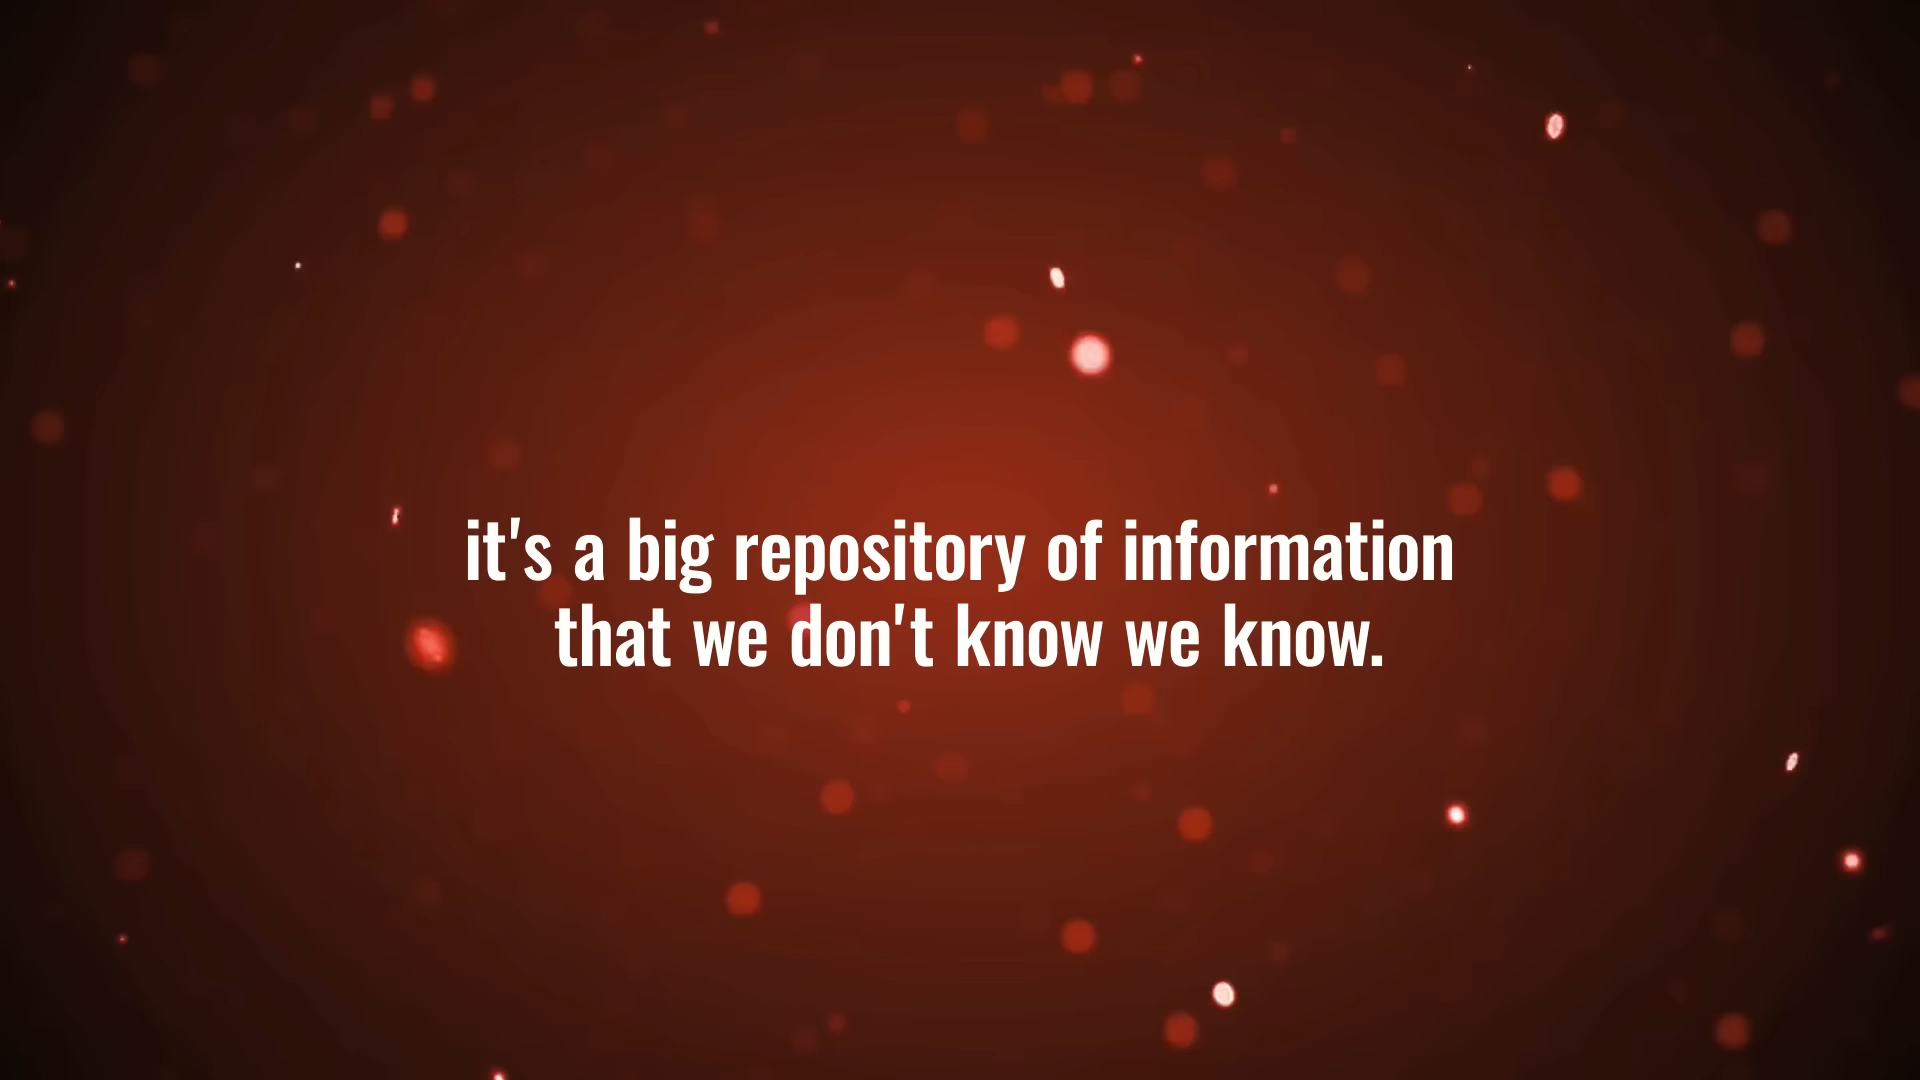 it's a big repository of information
that we don't know we know.